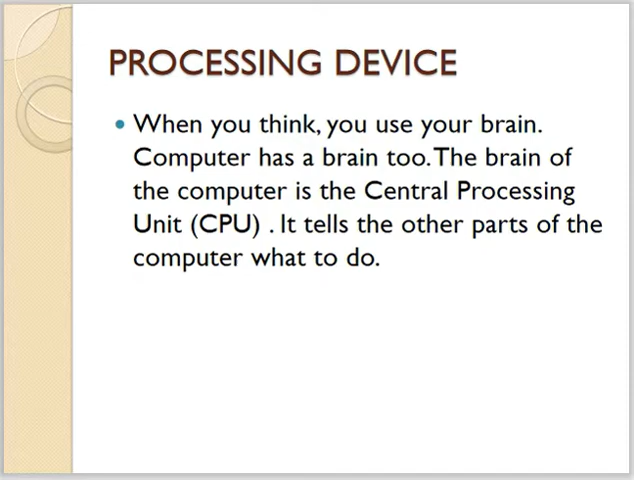 PROCESSING DEVICE
• When you think, you use your brain.
Computer has a brain too. The brain of
the computer is the Central Processing
Unit (CPU) . It tells the other parts of the
computer what to do.